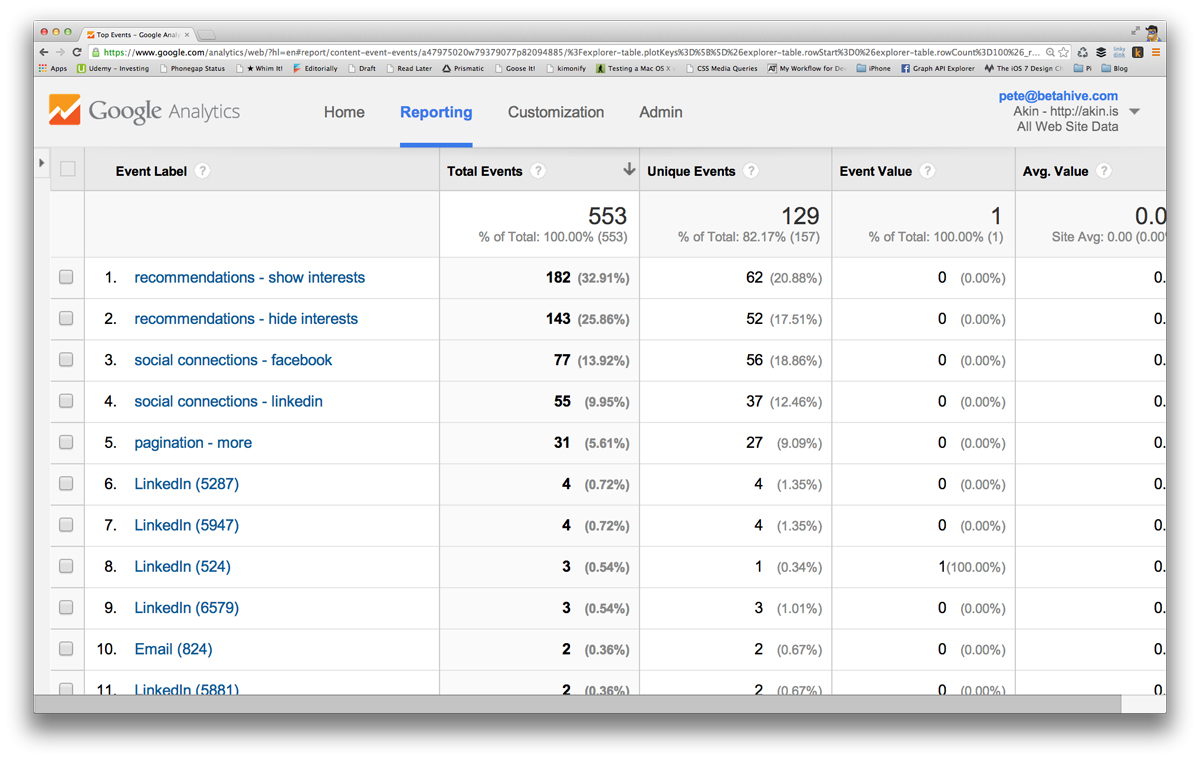 Top Events - Google Analy
https://www.google.com/analytics/web/?hl=en#report/content-event-events/a47975020w79379077p82094885/%3Fexplorer-table.plotKeys%3D%5B%5D%26explorer-table.rowStart%3D0%26explorer-table.rowCount%3D100%26_r...
Apps Udemy - Investing Phonegap Status ★ Whim It! Editorially Draft Read Later Prismatic Goose It! kimonify Testing a Mac OS X CSS Media Queries My Workflow for De iPhone Graph API Explorer The iOS 7 Design Pi Blog
pete@betahive.com
Google Analytics Home Reporting Customization Admin Akin - http://akin.is
All Web Site Data
Event Label ? Total Events ? Unique Events ? Event Value ? Avg. Value ?
553 129 1 0.0
% of Total: 100.00% (553) % of Total: 82.17% (157) % of Total: 100.00% (1) Site Avg: 0.00 (0.00%
1. recommendations - show interests 182 (32.91%) 62 (20.88%) 0 (0.00%) 0.
2. recommendations - hide interests 143 (25.86%) 52 (17.51%) 0 (0.00%) 0.
3. social connections - facebook 77 (13.92%) 56 (18.86%) 0 (0.00%) 0.
4. social connections - linkedin 55 (9.95%) 37 (12.46%) 0 (0.00%) 0.
5. pagination - more 31 (5.61%) 27 (9.09%) 0 (0.00%) 0.
6. LinkedIn (5287) 4 (0.72%) 4 (1.35%) 0 (0.00%) 0.
7. LinkedIn (5947) 4 (0.72%) 4 (1.35%) 0 (0.00%) 0.
8. LinkedIn (524) 3 (0.54%) 1 (0.34%) 1(100.00%) 0.
9. LinkedIn (6579) 3 (0.54%) 3 (1.01%) 0 (0.00%) 0.
10. Email (824) 2 (0.36%) 2 (0.67%) 0 (0.00%) 0.
11. LinkedIn (5881) 2 (0.36%) 2 (0.67%) 0 (0.00%) 0.